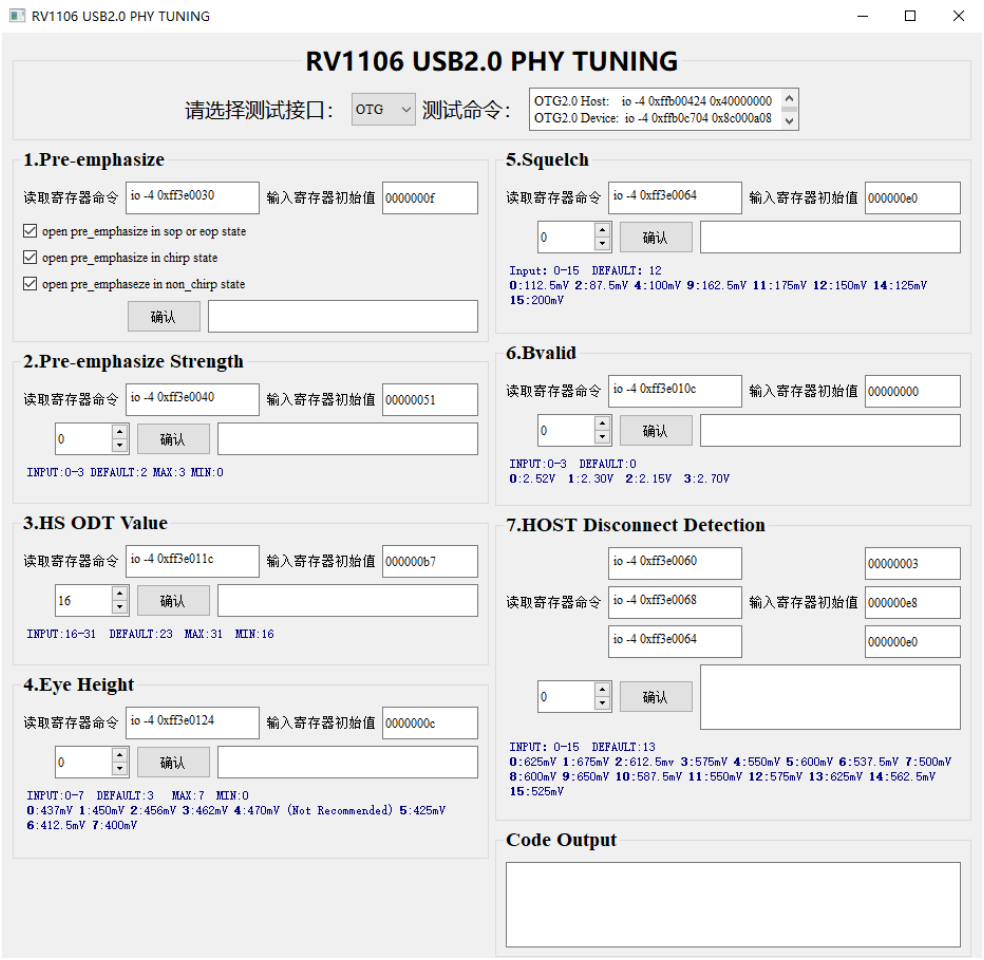 RV1106 USB2.0 PHY TUNING
RV1106 USB2.0 PHY TUNING
请选择测试接口： OTG 测试命令： OTG2.0 Host: io -4 0xffb00424 0x40000000
OTG2.0 Device: io -4 0xffb0c704 0x8c000a08
1.Pre-emphasize
读取寄存器命令 io -4 0xff3e0030 输入寄存器初始值 0000000f
open pre_emphasize in sop or eop state
open pre_emphasize in chirp state
open pre_emphaseze in non_chirp state
确认
2.Pre-emphasize Strength
读取寄存器命令 io -4 0xff3e0040 输入寄存器初始值 00000051
0 确认
INPUT:0-3 DEFAULT:2 MAX:3 MIN:0
3.HS ODT Value
读取寄存器命令 io -4 0xff3e011c 输入寄存器初始值 000000b7
16 确认
INPUT:16-31 DEFAULT:23 MAX:31 MIN:16
4.Eye Height
读取寄存器命令 io -4 0xff3e0124 输入寄存器初始值 0000000c
0 确认
INPUT:0-7 DEFAULT:3 MAX:7 MIN:0
0:437mV 1:450mV 2:456mV 3:462mV 4:470mV (Not Recommended) 5:425mV
6:412.5mV 7:400mV
5.Squelch
读取寄存器命令 io -4 0xff3e0064 输入寄存器初始值 000000e0
0 确认
Input: 0-15 DEFAULT: 12
0:112.5mV 2:87.5mV 4:100mV 9:162.5mV 11:175mV 12:150mV 14:125mV
15:200mV
6.Bvalid
读取寄存器命令 io -4 0xff3e010c 输入寄存器初始值 00000000
0 确认
INPUT:0-3 DEFAULT:0
0:2.52V 1:2.30V 2:2.15V 3:2.70V
7.HOST Disconnect Detection
io -4 0xff3e0060 00000003
读取寄存器命令 io -4 0xff3e0068 输入寄存器初始值 000000e8
io -4 0xff3e0064 000000e0
0 确认
INPUT: 0-15 DEFAULT:13
0:625mV 1:675mV 2:612.5mv 3:575mV 4:550mV 5:600mV 6:537.5mV 7:500mV
8:600mV 9:650mV 10:587.5mV 11:550mV 12:575mV 13:625mV 14:562.5mV
15:525mV
Code Output